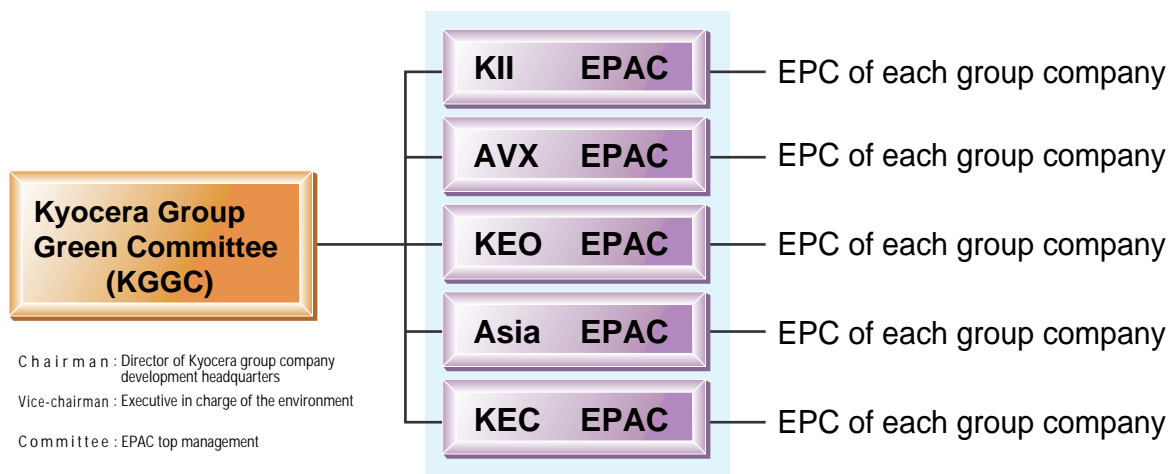 KII EPAC EPC of each group company
AVX EPAC EPC of each group company
Kyocera Group
Green Committee
(KGGC)
KEO EPAC EPC of each group company
Asia EPAC EPC of each group company
KEC EPAC EPC of each group company
Chairman : Director of Kyocera group company
development headquarters
Vice-chairman : Executive in charge of the environment
Committee : EPAC top management